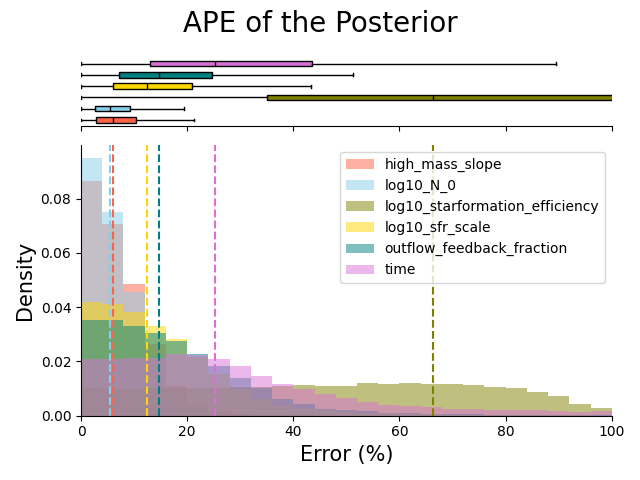 APE of the Posterior
high_mass_slope
log10_N_0
log10_starformation_efficiency
log10_sfr_scale
outflow_feedback_fraction
time
0.08
0.06
0.04
0.02
0.00
Density
0 20 40 60 80 100
Error (%)